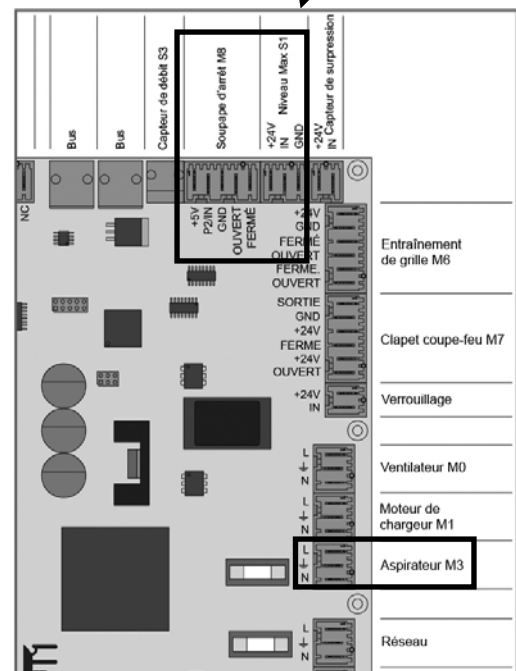 Bus
Bus
Capteur de débit S3
Soupape d'arrêt M8
Niveau Max S1
+24V
IN
GND
Capteur de surpression
+24V
IN
NC
+5V
P2/IN
GND
OUVERT
FERMÉ
+24V
GND
FERMÉ
OUVERT
FERME.
OUVERT
Entraînement
de grille M6
SORTIE
GND
+24V
FERME
+24V
OUVERT
Clapet coupe-feu M7
+24V
IN
Verrouillage
L
N
Ventilateur M0
L
N
Moteur de
chargeur M1
L
N
Aspirateur M3
L
N
Réseau